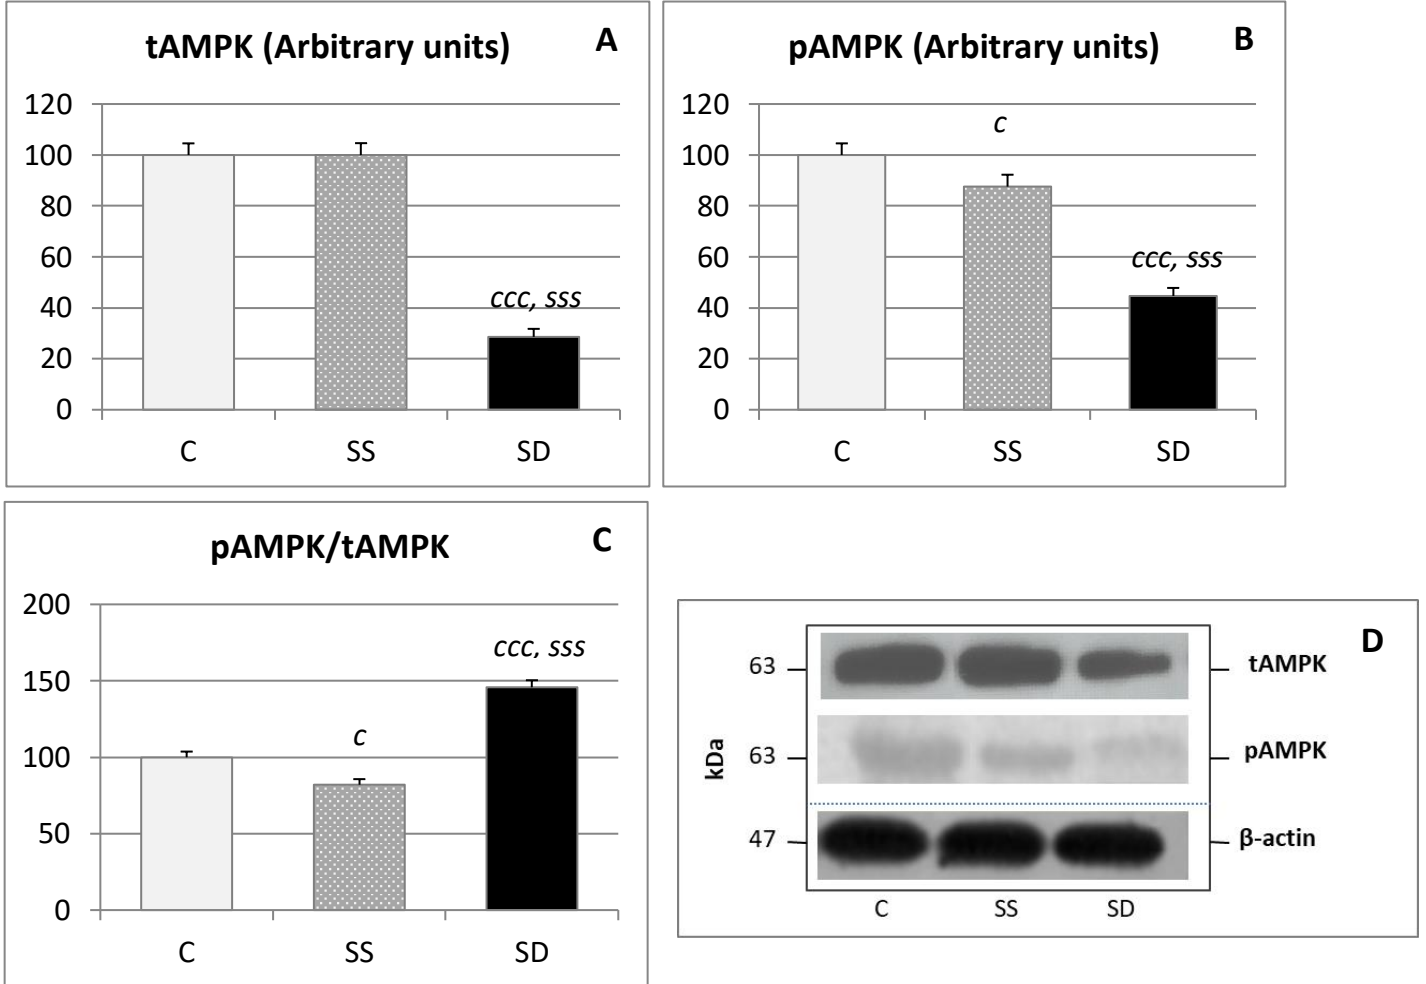 tAMPK (Arbitrary units)
A
120
100
80
60
40
20
0
ccc, sss
C
SS
SD
pAMPK (Arbitrary units)
B
120
100
80
60
40
20
0
c
ccc, sss
C
SS
SD
pAMPK/tAMPK
C
200
150
100
50
0
c
ccc, sss
C
SS
SD
D
kDa
63
tAMPK
63
pAMPK
47
β-actin
C
SS
SD